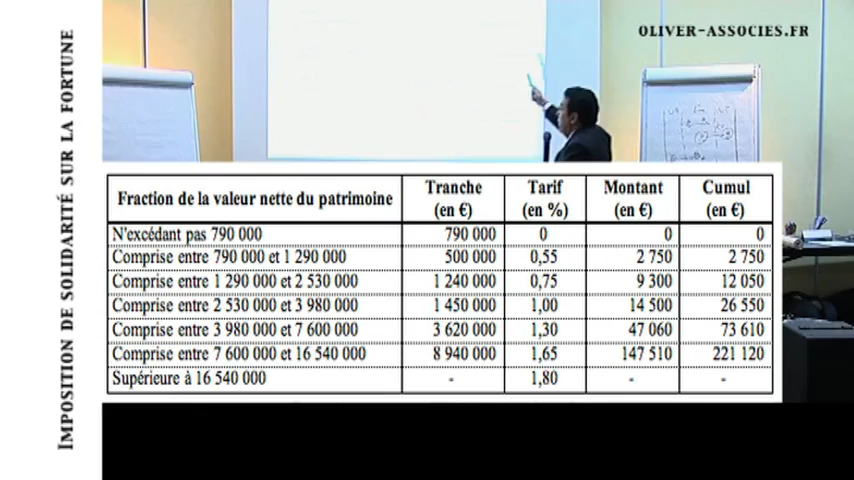 OLIVER-ASSOCIES.FR
IMPOSITION DE SOLIDARITÉ SUR LA FORTUNE
Fraction de la valeur nette du patrimoine Tranche (en €) Tarif (en %) Montant (en €) Cumul (en €)
N'excédant pas 790 000 790 000 0 0 0
Comprise entre 790 000 et 1 290 000 500 000 0,55 2 750 2 750
Comprise entre 1 290 000 et 2 530 000 1 240 000 0,75 9 300 12 050
Comprise entre 2 530 000 et 3 980 000 1 450 000 1,00 14 500 26 550
Comprise entre 3 980 000 et 7 600 000 3 620 000 1,30 47 060 73 610
Comprise entre 7 600 000 et 16 540 000 8 940 000 1,65 147 510 221 120
Supérieure à 16 540 000 - 1,80 - -